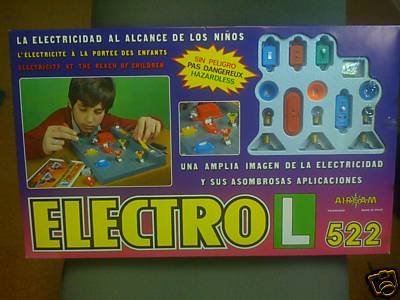 LA ELECTRICIDAD AL ALCANCE DE LOS NIÑOS
L'ELECTRICITE À LA PORTÉE DES ENFANTS
ELECTRICITY AT THE REACH OF CHILDREN
SIN PELIGRO
PAS DANGEREUX
HAZARDLESS
UNA AMPLIA IMAGEN DE LA ELECTRICIDAD
Y SUS ASOMBROSAS APLICACIONES
ELECTRO L
AIRGAM
522